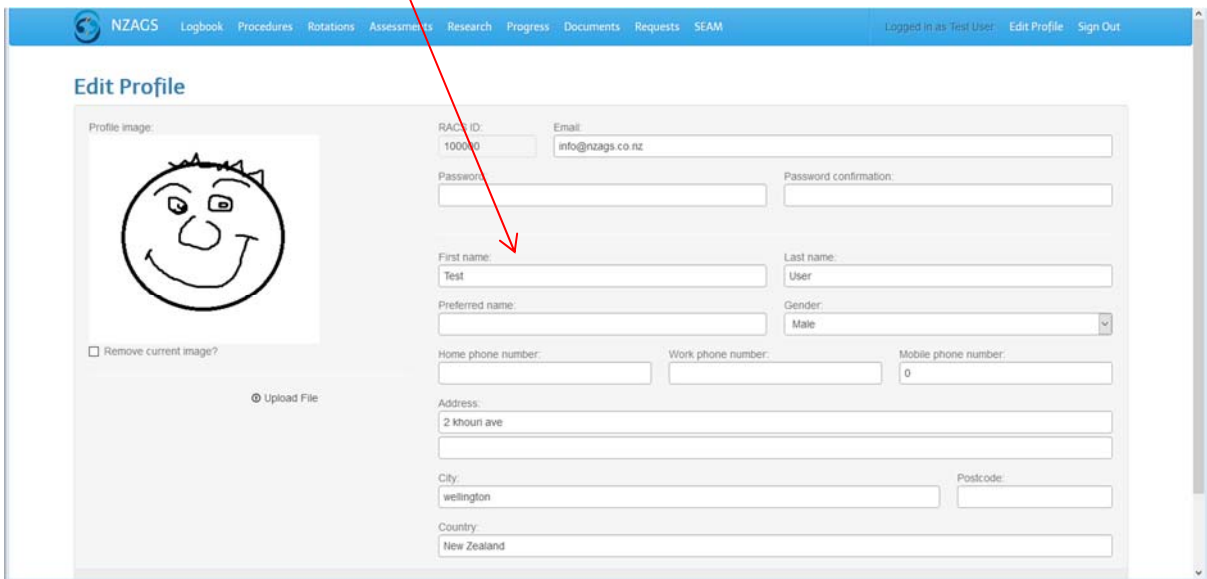 NZAGS Logbook Procedures Rotations Assessments Research Progress Documents Requests SEAM Logged in as Test User Edit Profile Sign Out
Edit Profile
Profile image:
Remove current image?
Upload File
RACS ID: Email:
100000 info@nzags.co.nz
Password: Password confirmation:
First name: Last name:
Test User
Preferred name: Gender:
Male
Home phone number: Work phone number: Mobile phone number:
0
Address:
2 khouri ave
City: Postcode:
wellington
Country:
New Zealand